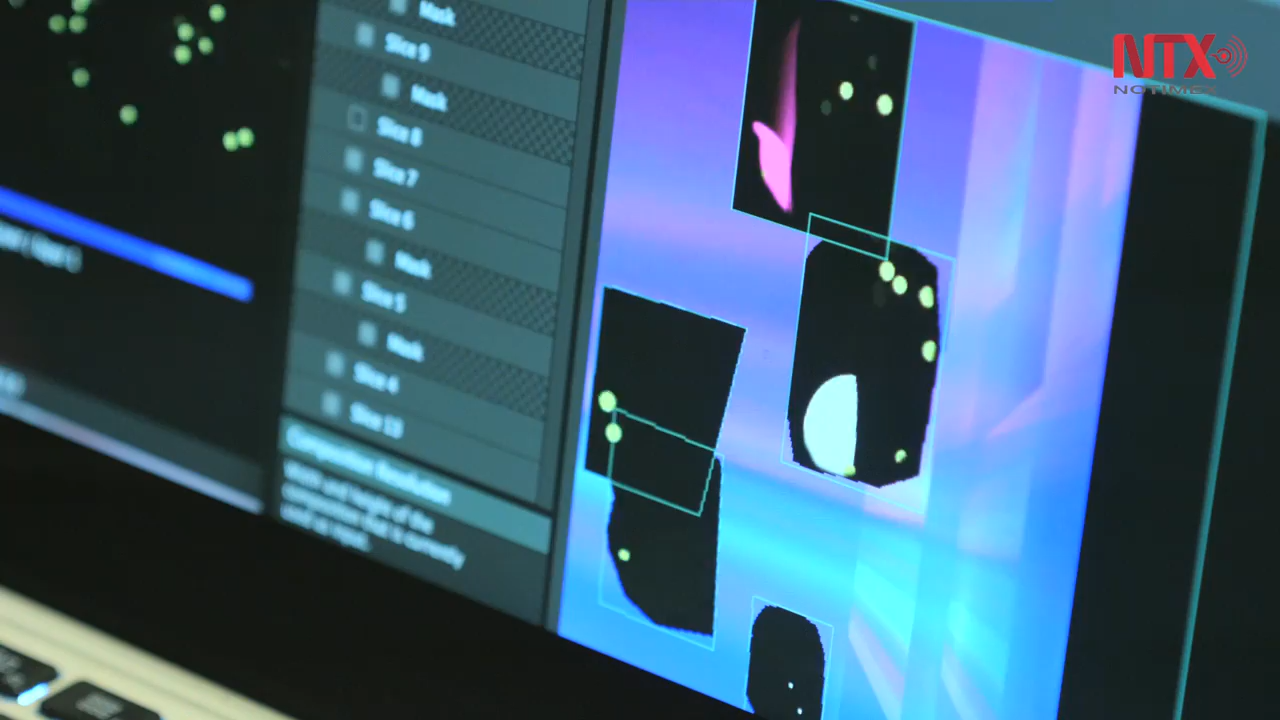 Mask
Slice 9
Mask
Slice 8
Slice 7
Slice 6
Mask
Slice 5
Mask
Slice 4
Slice 13
Composition Resolution
Width and height of the
composition that is currently
used as input.
NTX
NOTIMEX